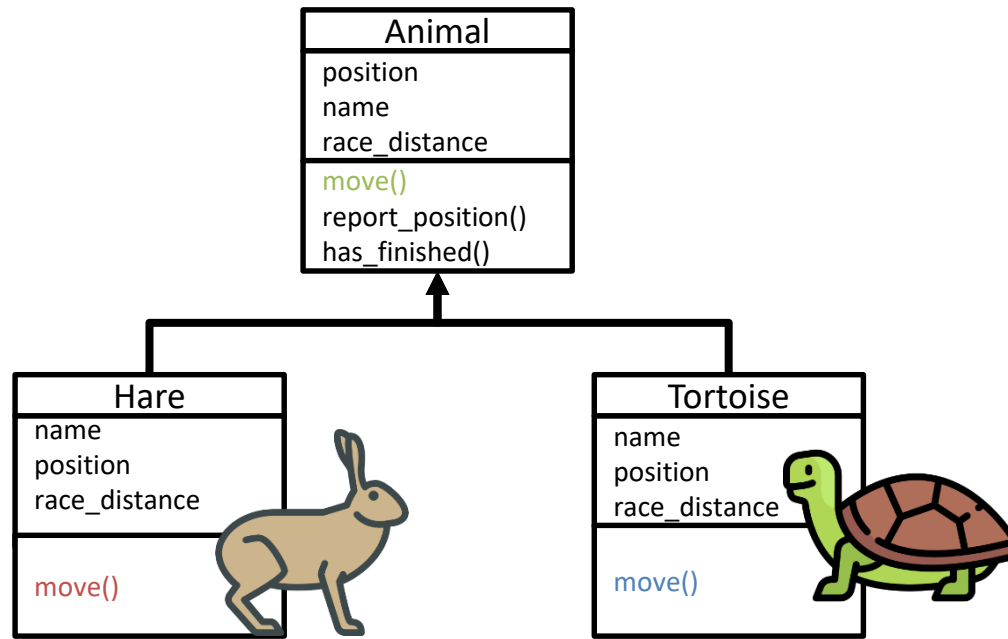 Animal
position
name
race_distance
move()
report_position()
has_finished()
Hare
name
position
race_distance
move()
Tortoise
name
position
race_distance
move()